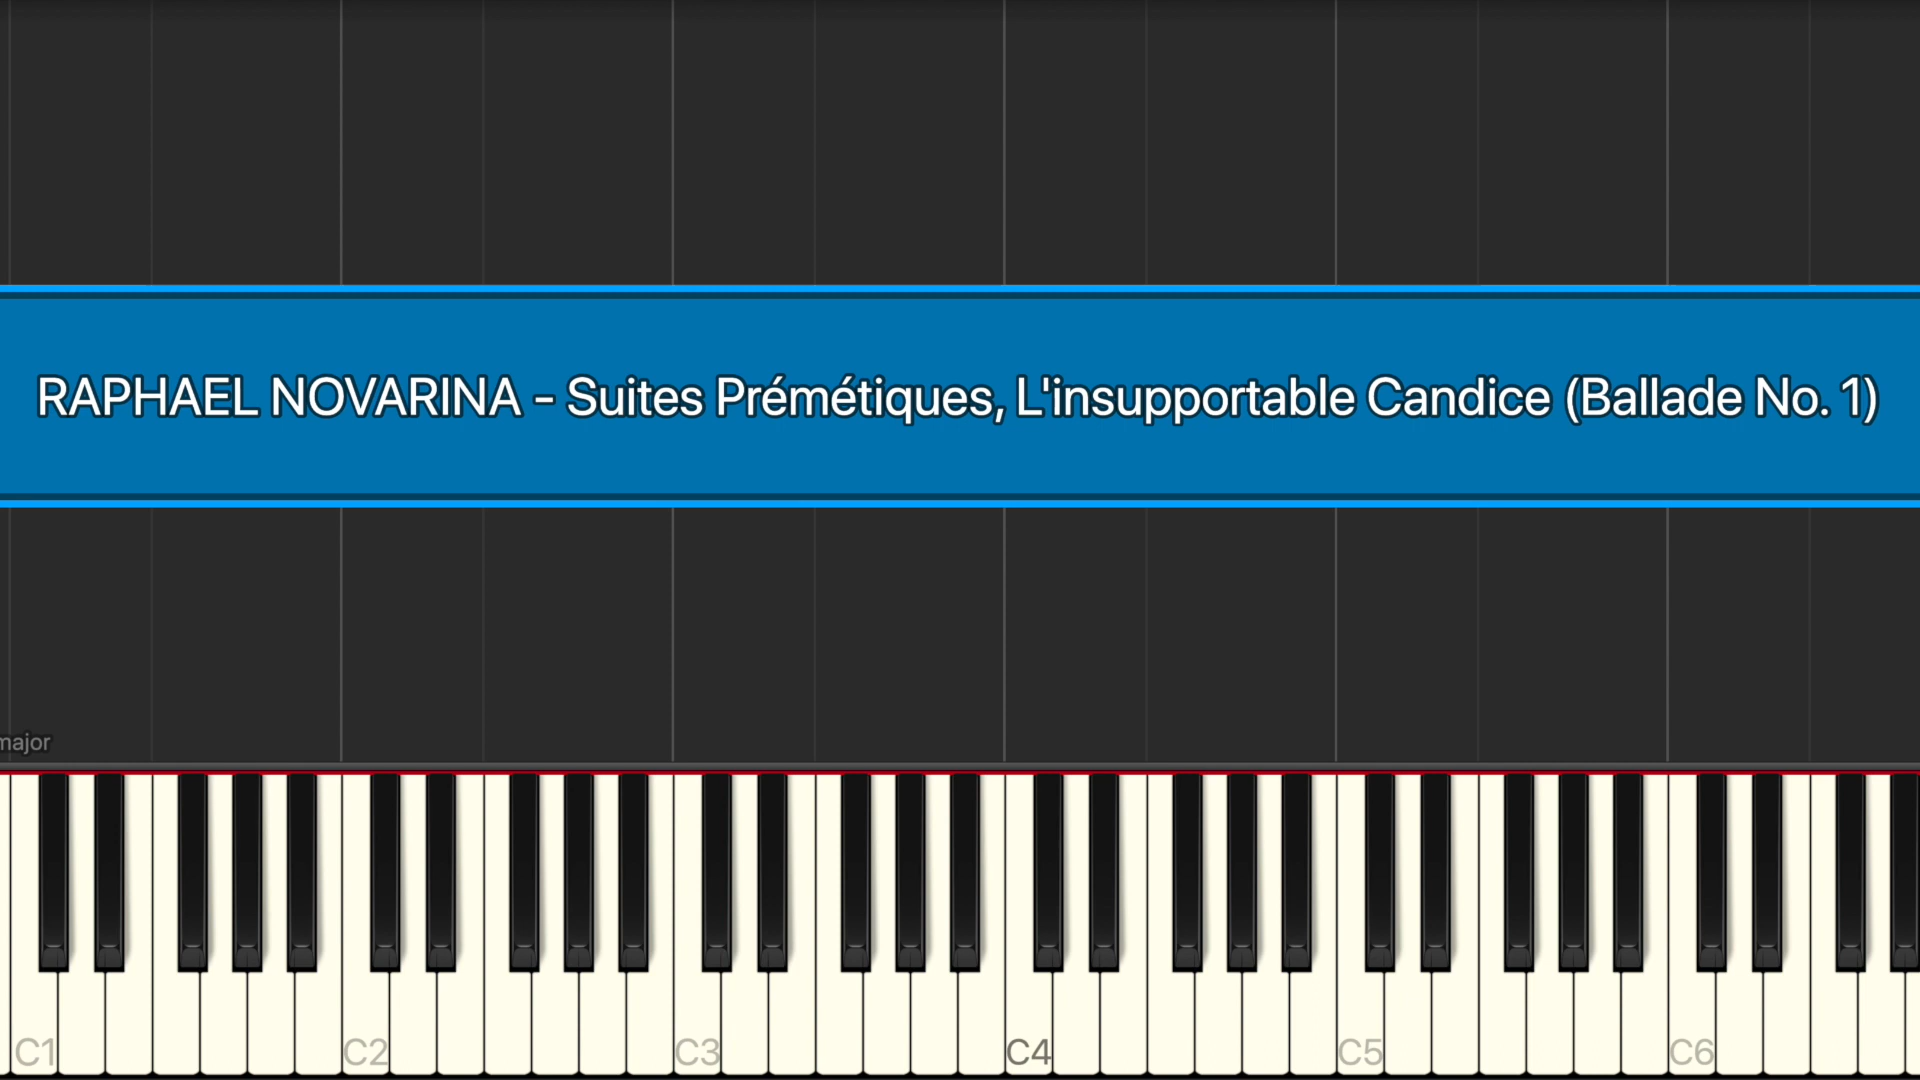 RAPHAEL NOVARINA - Suites Prémétiques, L'insupportable Candice (Ballade No. 1)
major
C1 C2 C3 C4 C5 C6